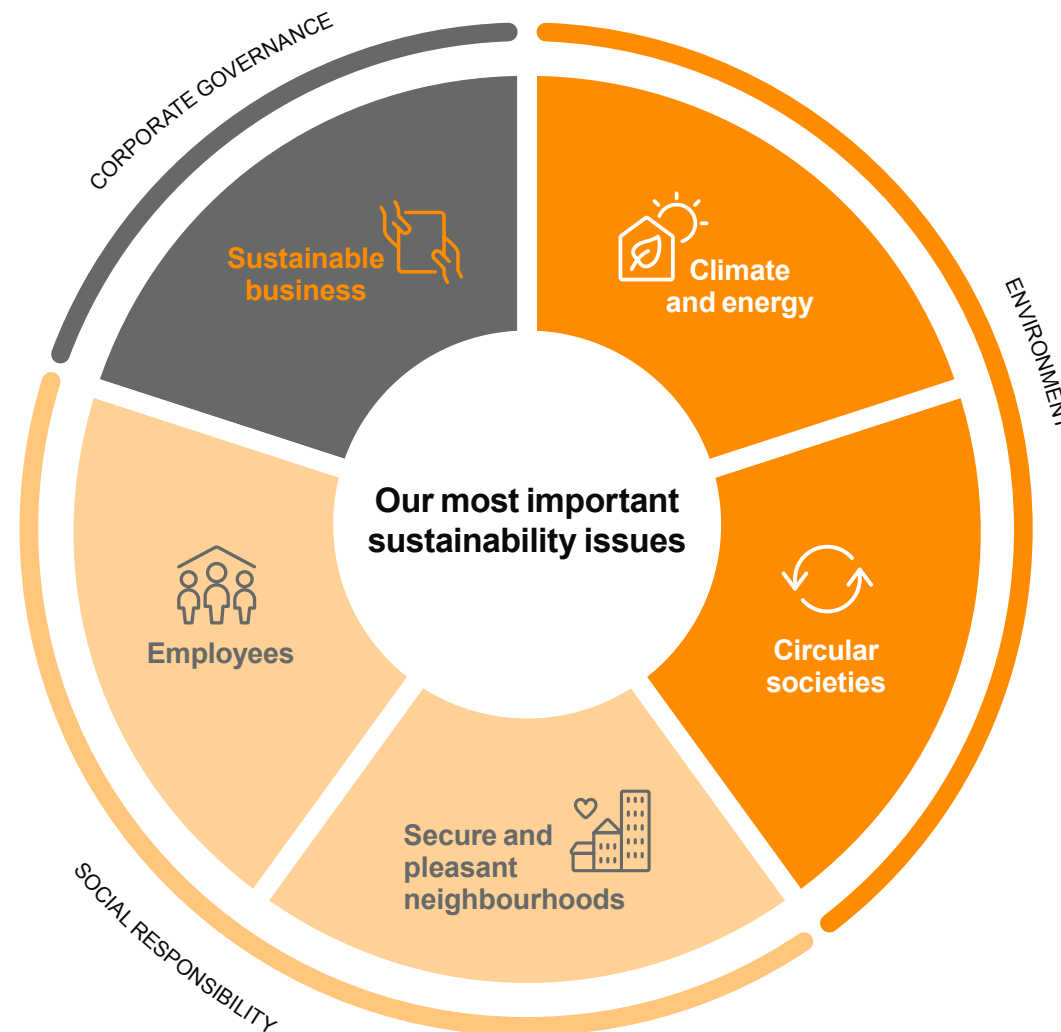 CORPORATE GOVERNANCE
Sustainable
business
Climate
and energy
ENVIRONMENT
Our most important
sustainability issues
Employees
Circular
societies
Secure and
pleasant
neighbourhoods
SOCIAL RESPONSIBILITY